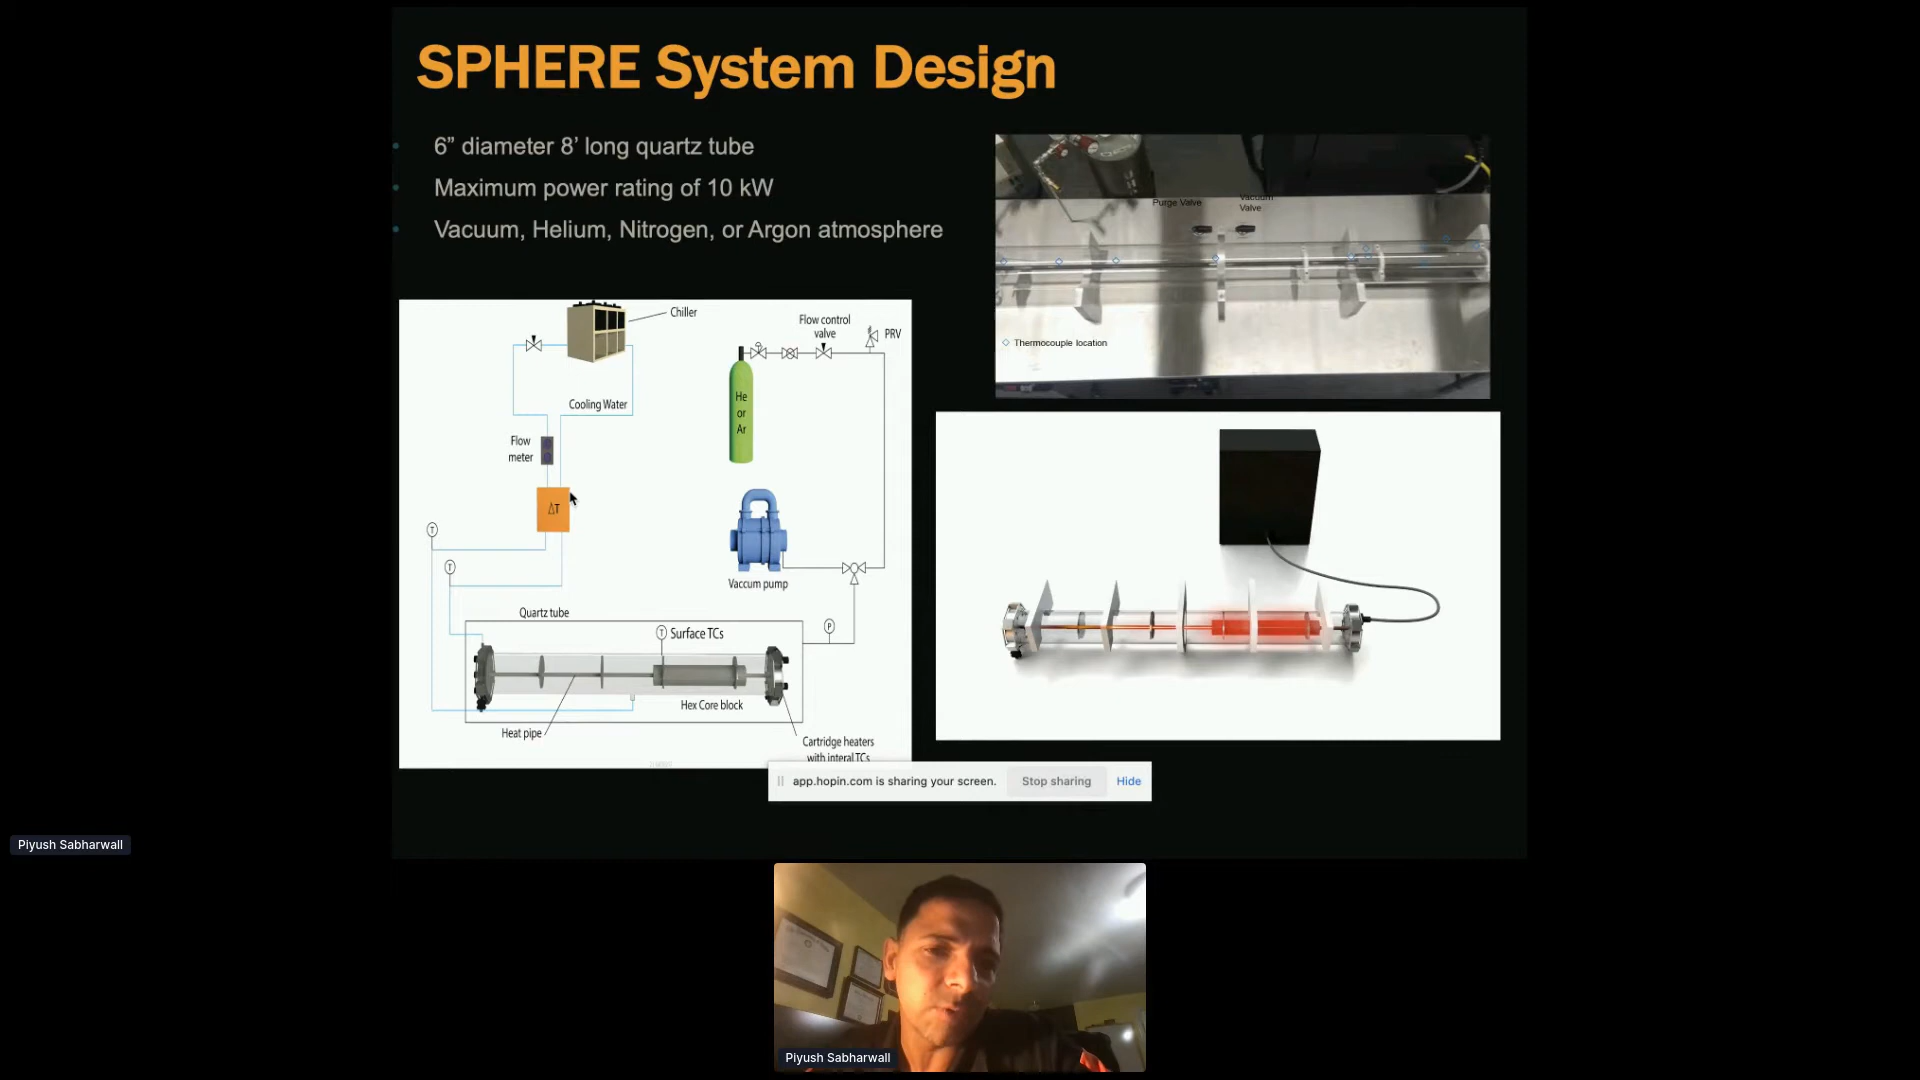 SPHERE System Design
• 6” diameter 8’ long quartz tube
• Maximum power rating of 10 kW
• Vacuum, Helium, Nitrogen, or Argon atmosphere
Purge Valve
Vacuum
Valve
Thermocouple location
Chiller
Flow control
valve
PRV
Cooling Water
He
or
Ar
Flow
meter
ΔT
T
T
Vaccum pump
Quartz tube
T Surface TCs
P
Hex Core block
Heat pipe
Cartridge heaters
with interal TCs
app.hopin.com is sharing your screen.
Stop sharing
Hide
Piyush Sabharwall
Piyush Sabharwall